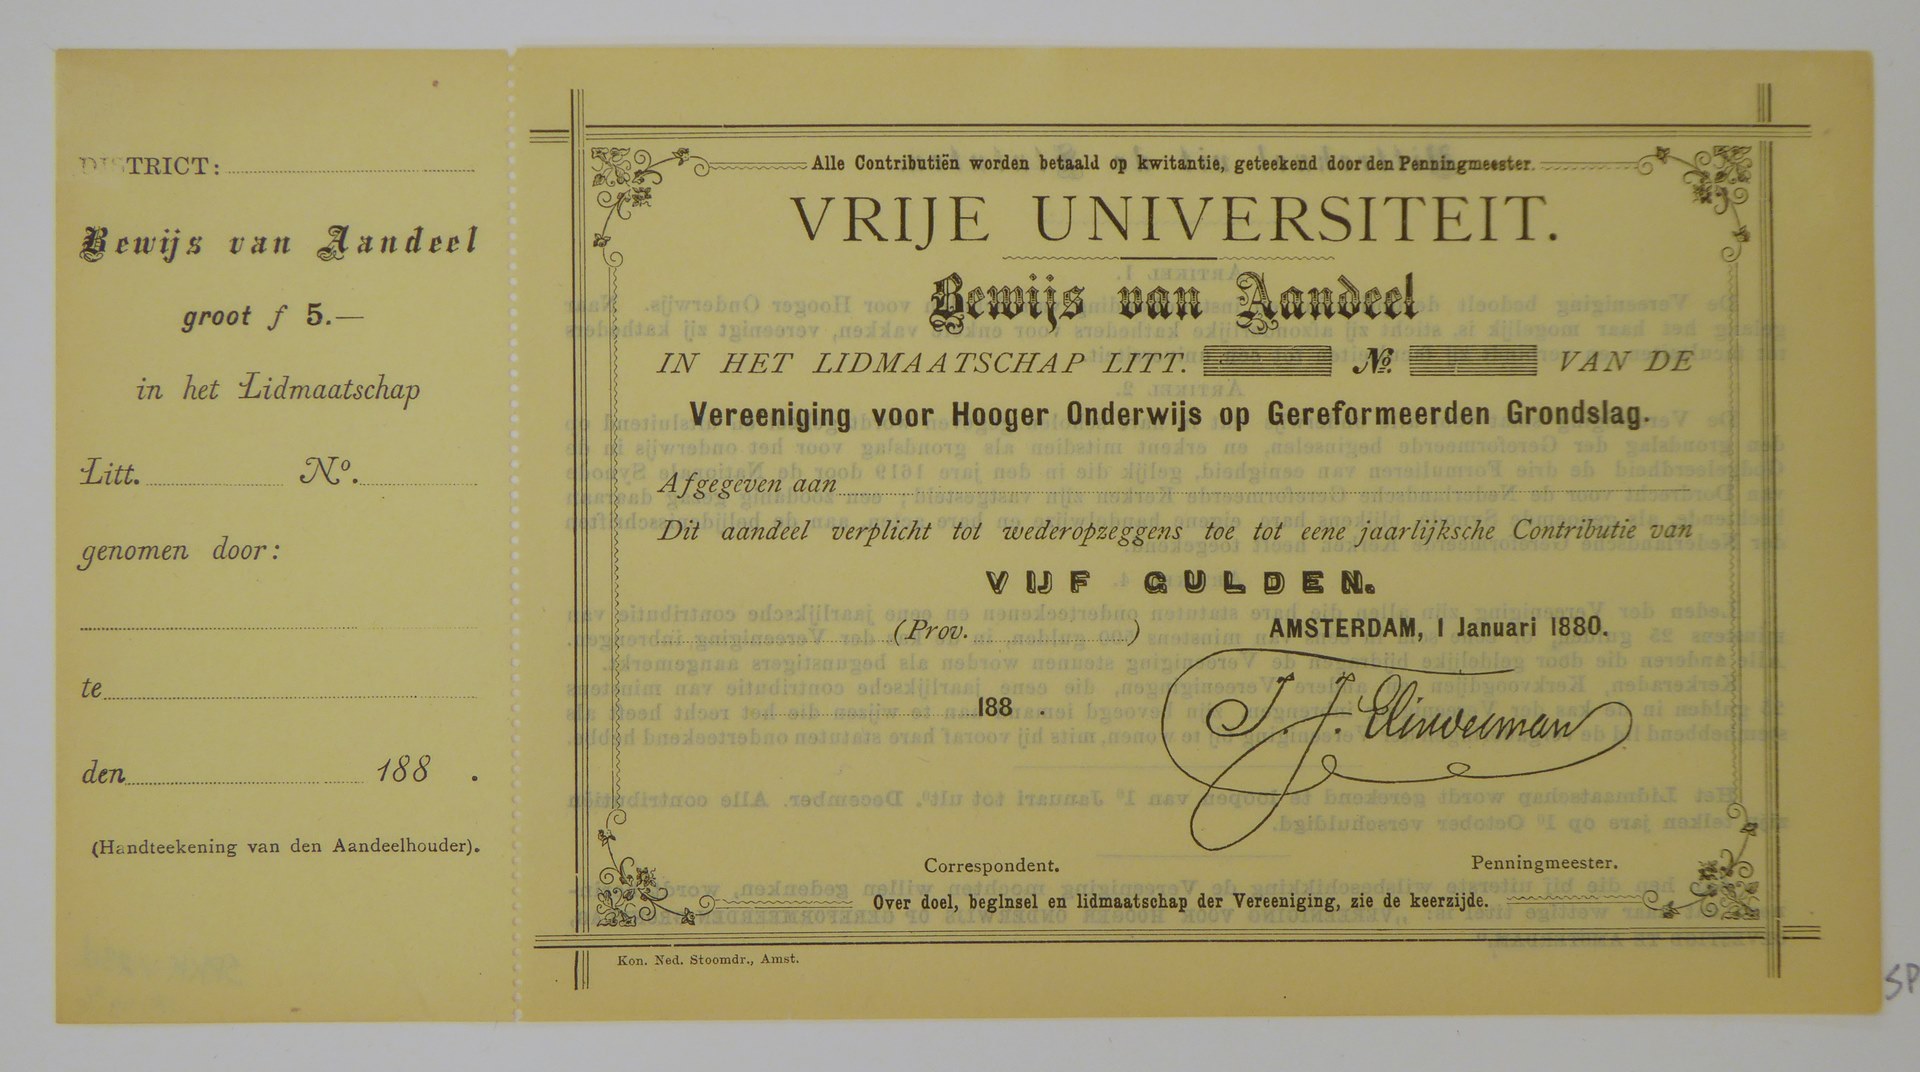 DISTRICT:
Bewijs van Aandeel
groot f 5.—
in het Lidmaatschap
Litt. No.
genomen door:
te
den 188 .
(Handteekening van den Aandeelhouder).
Alle Contributiën worden betaald op kwitantie, geteekend door den Penningmeester.
VRIJE UNIVERSITEIT.
Bewijs van Aandeel
IN HET LIDMAATSCHAP LITT. No. VAN DE
Vereeniging voor Hooger Onderwijs op Gereformeerden Grondslag.
Afgegeven aan
Dit aandeel verplicht tot wederopzeggens toe tot eene jaarlijksche Contributie van
VIJF GULDEN.
(Prov. ) AMSTERDAM, 1 Januari 1880.
188 .
Correspondent. Penningmeester.
Over doel, beginsel en lidmaatschap der Vereeniging, zie de keerzijde.
Kon. Ned. Stoomdr., Amst.
SP